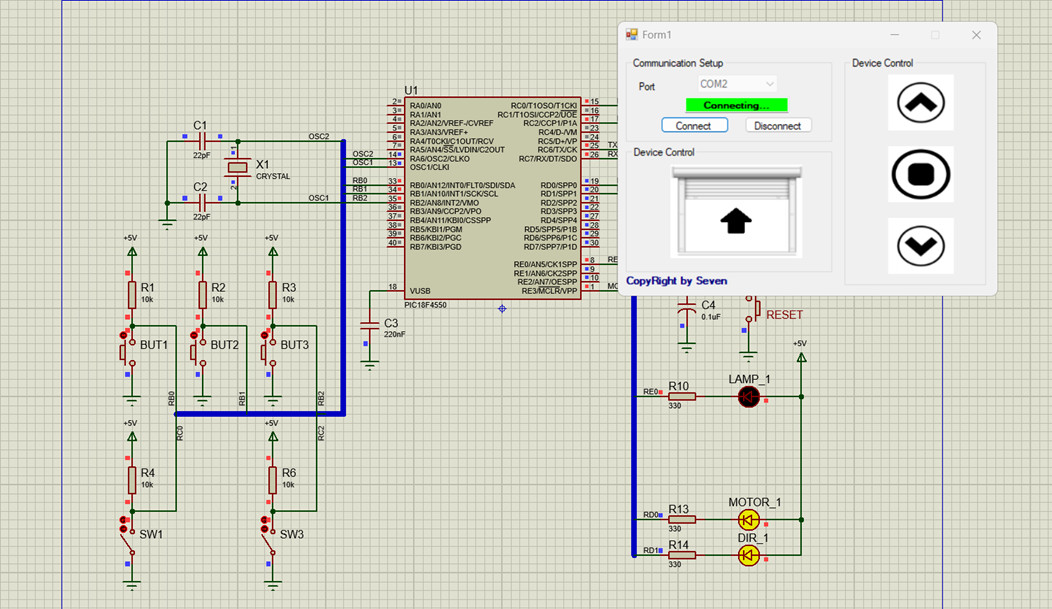 Form1
Communication Setup
Port
COM2
Connecting...
Connect
Disconnect
Device Control
CopyRight by Seven
Device Control
U1
2
3
4
5
6
7
14
13
33
34
35
36
37
38
39
40
18
RA0/AN0
RA1/AN1
RA2/AN2/VREF-/CVREF
RA3/AN3/VREF+
RA4/T0CKI/C1OUT/RCV
RA5/AN4/SS/LVDIN/C2OUT
RA6/OSC2/CLKO
OSC1/CLKI
RB0/AN12/INT0/FLT0/SDI/SDA
RB1/AN10/INT1/SCK/SCL
RB2/AN8/INT2/VMO
RB3/AN9/CCP2/VPO
RB4/AN11/KBI0/CSSPP
RB5/KBI1/PGM
RB6/KBI2/PGC
RB7/KBI3/PGD
VUSB
PIC18F4550
RC0/T1OSO/T1CKI
RC1/T1OSI/CCP2/UOE
RC2/CCP1/P1A
RC4/D-/VM
RC5/D+/VP
RC6/TX/CK
RC7/RX/DT/SDO
RD0/SPP0
RD1/SPP1
RD2/SPP2
RD3/SPP3
RD4/SPP4
RD5/SPP5/P1B
RD6/SPP6/P1C
RD7/SPP7/P1D
RE0/AN5/CK1SPP
RE1/AN6/CK2SPP
RE2/AN7/OESPP
RE3/MCLR/VPP
15
16
17
23
24
25
26
19
20
21
22
27
28
29
30
8
9
10
1
TX
RX
RE
MC
C1
22pF
C2
22pF
X1
CRYSTAL
1
2
OSC2
OSC1
OSC2
OSC1
RB0
RB1
RB2
C3
220nF
+5V
+5V
+5V
R1
10k
R2
10k
R3
10k
BUT1
BUT2
BUT3
RB0
RB1
RB2
RC0
RC2
+5V
+5V
R4
10k
R6
10k
SW1
SW3
C4
0.1uF
RESET
+5V
RE0
R10
330
LAMP_1
RD0
R13
330
MOTOR_1
RD1
R14
330
DIR_1